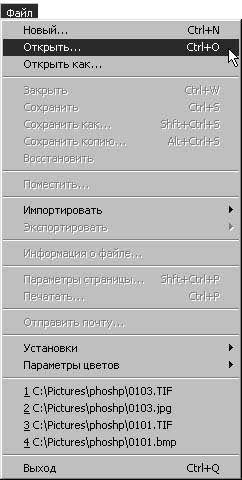 Файл
Новый... Ctrl+N
Открыть... Ctrl+O
Открыть как...
Закрыть Ctrl+W
Сохранить Ctrl+S
Сохранить как... Shft+Ctrl+S
Сохранить копию... Alt+Ctrl+S
Восстановить
Поместить...
Импортировать
Экспортировать
Информация о файле...
Параметры страницы... Shft+Ctrl+P
Печатать... Ctrl+P
Отправить почту...
Установки
Параметры цветов
1 C:\Pictures\phoshp\0103.TIF
2 C:\Pictures\phoshp\0103.jpg
3 C:\Pictures\phoshp\0101.TIF
4 C:\Pictures\phoshp\0101.bmp
Выход Ctrl+Q